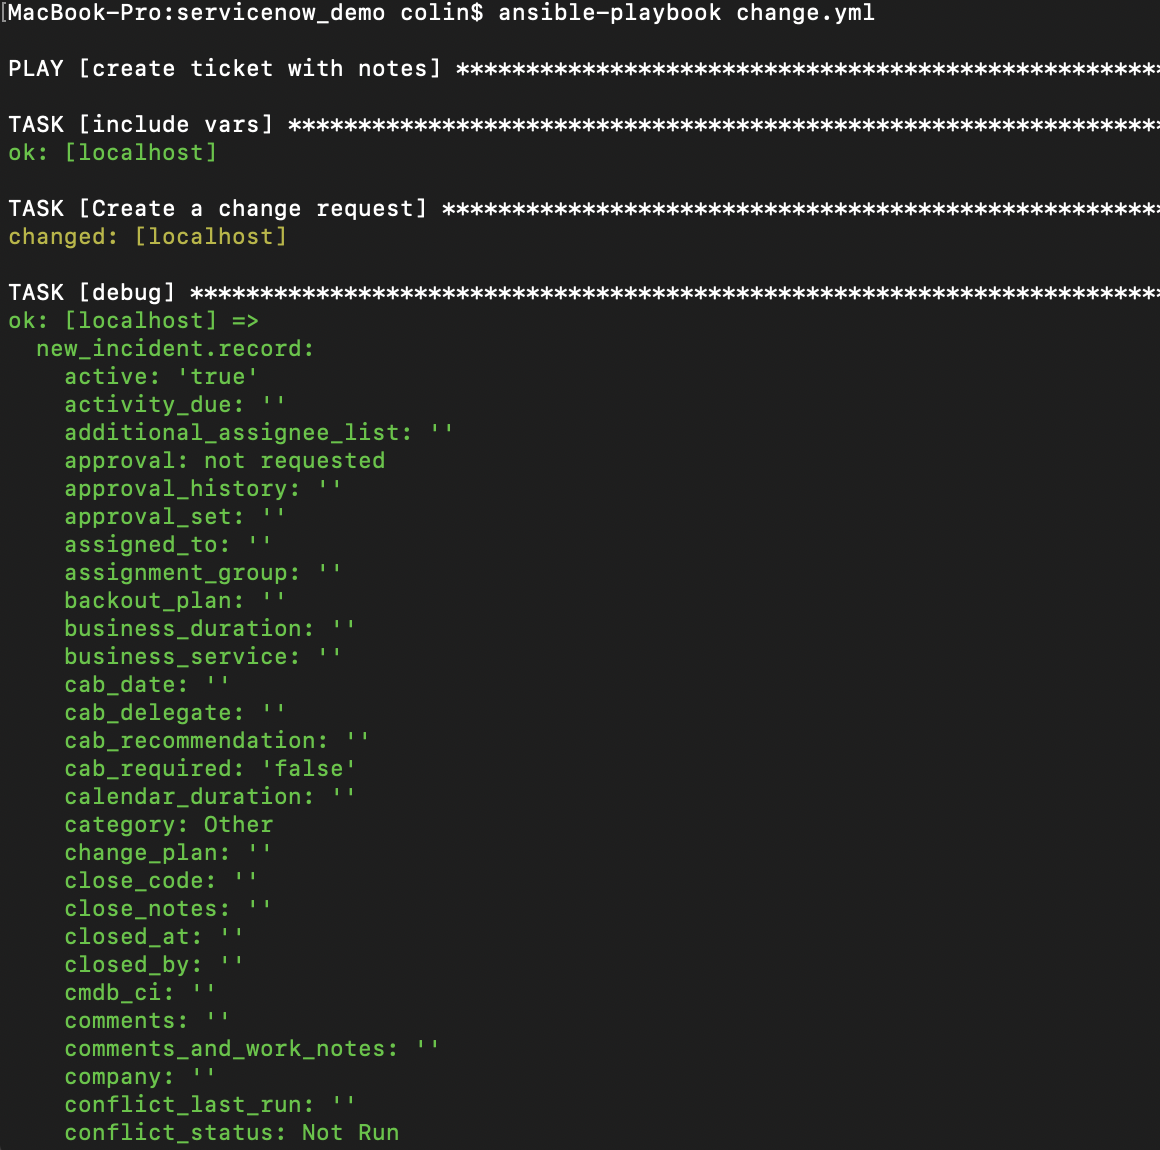 [MacBook-Pro:servicenow_demo colin$ ansible-playbook change.yml
PLAY [create ticket with notes] **************************************************
TASK [include vars] **************************************************************
ok: [localhost]
TASK [Create a change request] ***************************************************
changed: [localhost]
TASK [debug] *********************************************************************
ok: [localhost] =>
new_incident.record:
active: 'true'
activity_due: ''
additional_assignee_list: ''
approval: not requested
approval_history: ''
approval_set: ''
assigned_to: ''
assignment_group: ''
backout_plan: ''
business_duration: ''
business_service: ''
cab_date: ''
cab_delegate: ''
cab_recommendation: ''
cab_required: 'false'
calendar_duration: ''
category: Other
change_plan: ''
close_code: ''
close_notes: ''
closed_at: ''
closed_by: ''
cmdb_ci: ''
comments: ''
comments_and_work_notes: ''
company: ''
conflict_last_run: ''
conflict_status: Not Run